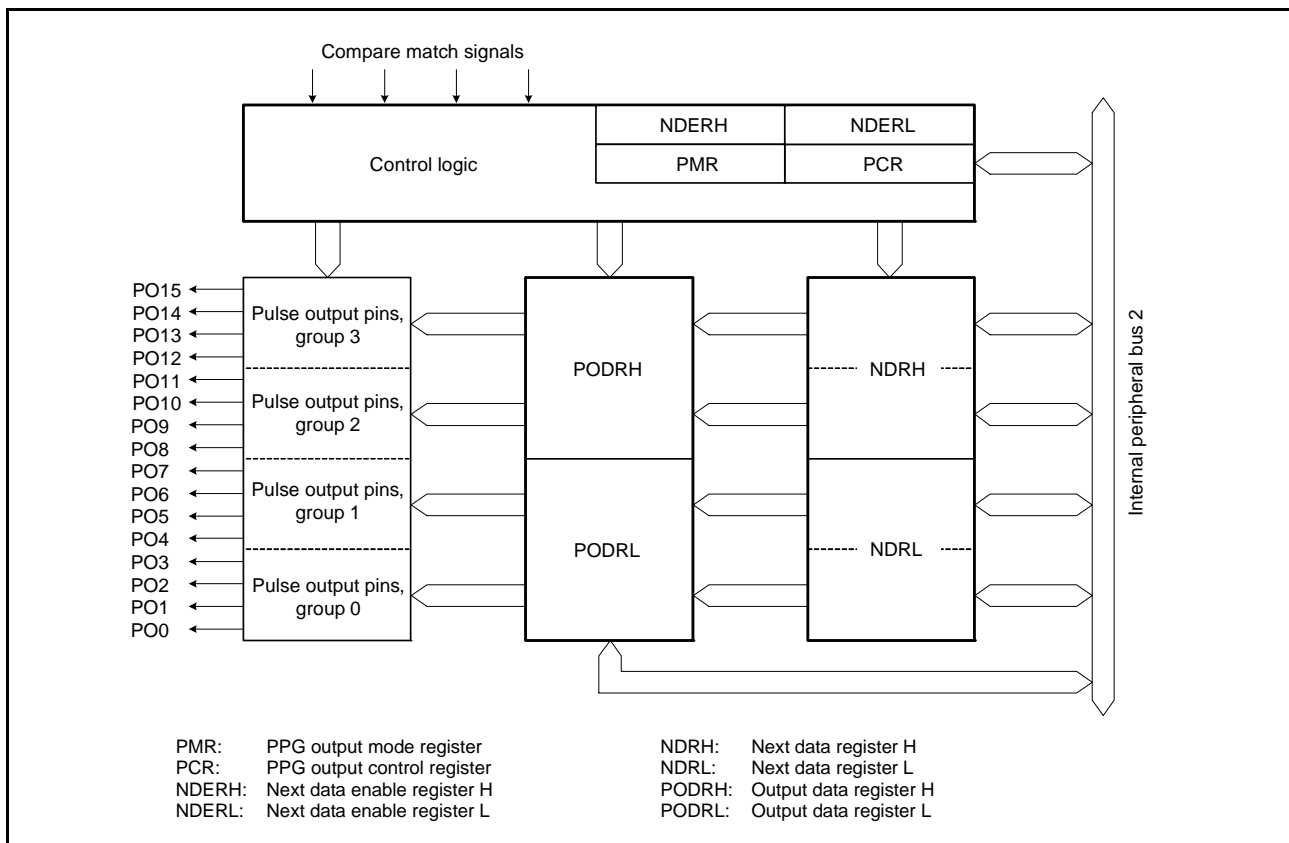 Compare match signals
NDERH
NDERL
Control logic
PMR
PCR
PO15
PO14
PO13
PO12
PO11
PO10
PO9
PO8
PO7
PO6
PO5
PO4
PO3
PO2
PO1
PO0
Pulse output pins,
group 3
Pulse output pins,
group 2
Pulse output pins,
group 1
Pulse output pins,
group 0
PODRH
PODRL
NDRH
NDRL
Internal peripheral bus 2
PMR: PPG output mode register
PCR: PPG output control register
NDERH: Next data enable register H
NDERL: Next data enable register L
NDRH: Next data register H
NDRL: Next data register L
PODRH: Output data register H
PODRL: Output data register L